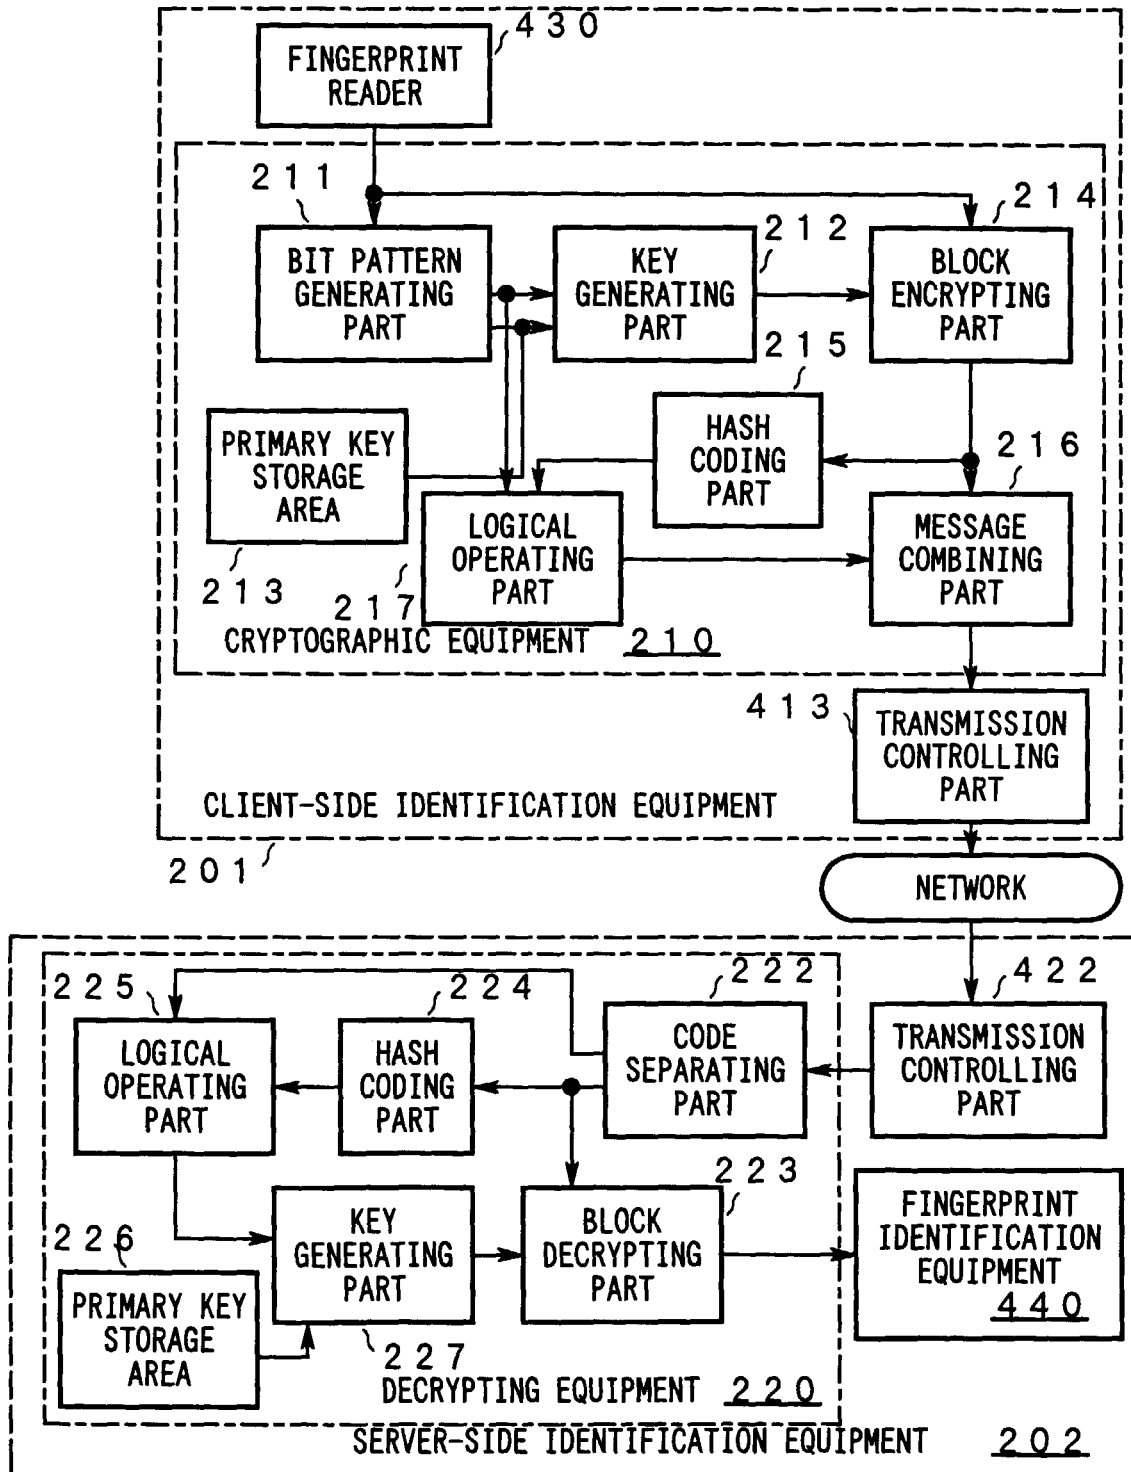 430
FINGERPRINT
READER
211
BIT PATTERN
GENERATING
PART
212
KEY
GENERATING
PART
214
BLOCK
ENCRYPTING
PART
215
HASH
CODING
PART
PRIMARY KEY
STORAGE
AREA
213
217
LOGICAL
OPERATING
PART
216
MESSAGE
COMBINING
PART
CRYPTOGRAPHIC EQUIPMENT 210
413
TRANSMISSION
CONTROLLING
PART
CLIENT-SIDE IDENTIFICATION EQUIPMENT
201
NETWORK
225
LOGICAL
OPERATING
PART
224
HASH
CODING
PART
222
CODE
SEPARATING
PART
422
TRANSMISSION
CONTROLLING
PART
226
PRIMARY KEY
STORAGE
AREA
KEY
GENERATING
PART
227
223
BLOCK
DECRYPTING
PART
FINGERPRINT
IDENTIFICATION
EQUIPMENT
440
DECRYPTING EQUIPMENT 220
SERVER-SIDE IDENTIFICATION EQUIPMENT 202